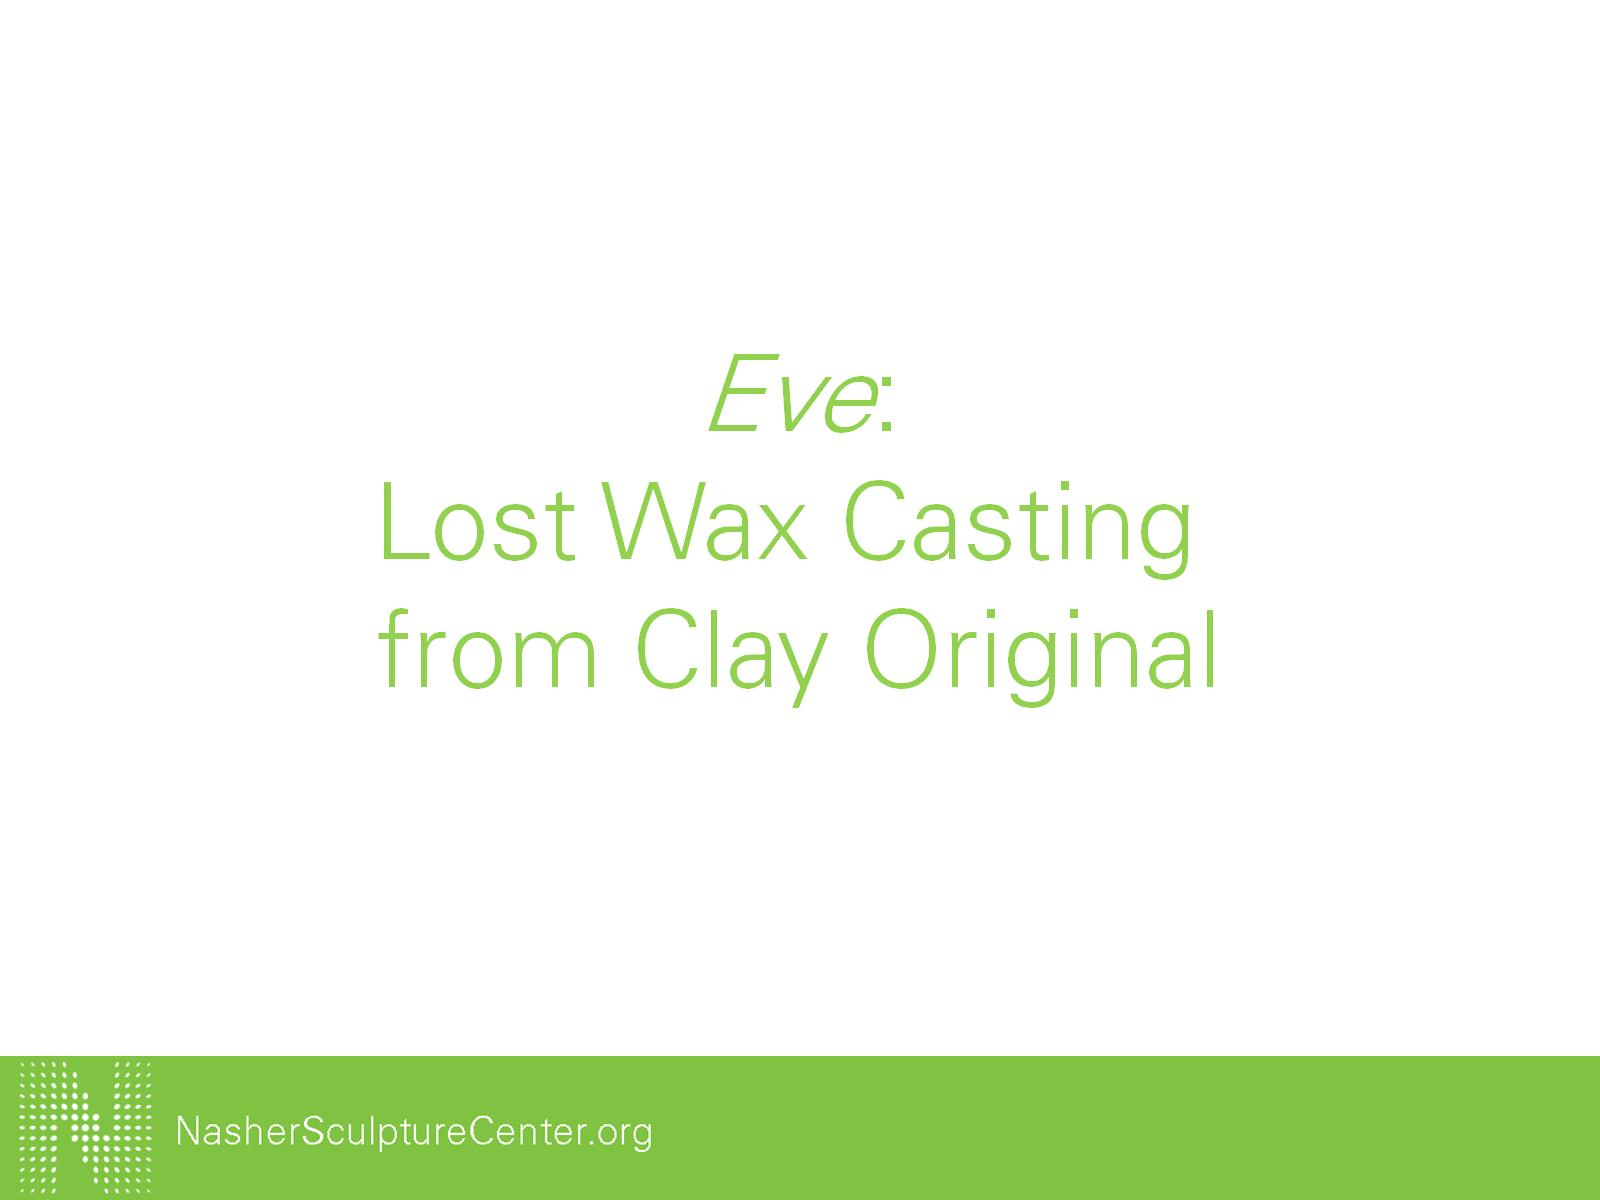 Eve:
Lost Wax Casting
from Clay Original
NasherSculptureCenter.org